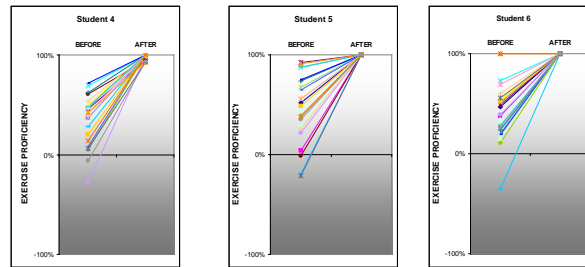 Student 4
BEFORE AFTER
100%
0%
-100%
EXERCISE PROFICIENCY
Student 5
BEFORE AFTER
100%
0%
-100%
EXERCISE PROFICIENCY
Student 6
BEFORE AFTER
100%
0%
-100%
EXERCISE PROFICIENCY